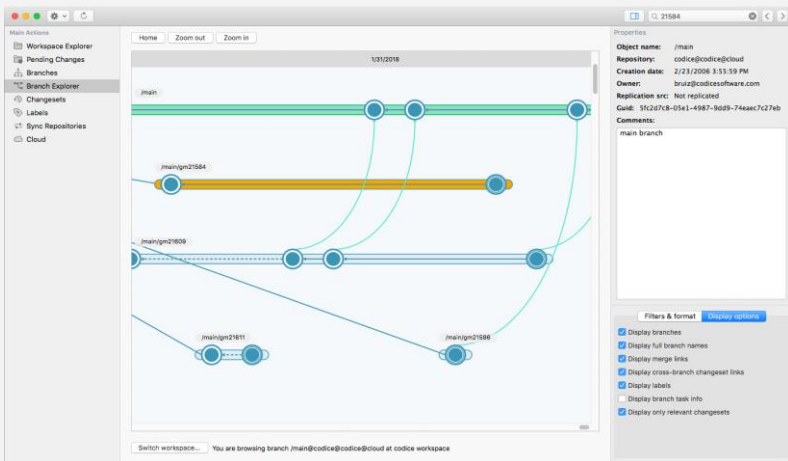 21584
Main Actions
Workspace Explorer
Pending Changes
Branches
Branch Explorer
Changesets
Labels
Sync Repositories
Cloud
Home
Zoom out
Zoom in
1/31/2018
/main
/main/gm21584
/main/gm21609
/main/gm21611
/main/gm21586
Switch workspace...
You are browsing branch /main@codice@codice@cloud at codice workspace
Properties
Object name: /main
Repository: codice@codice@cloud
Creation date: 2/23/2006 3:55:59 PM
Owner: bruiz@codicesoftware.com
Replication src: Not replicated
Guid: 5fc2d7c8-05e1-4987-9dd9-74eaec7c27eb
Comments:
main branch
Filters & format
Display options
Display branches
Display full branch names
Display merge links
Display cross-branch changeset links
Display labels
Display branch task info
Display only relevant changesets